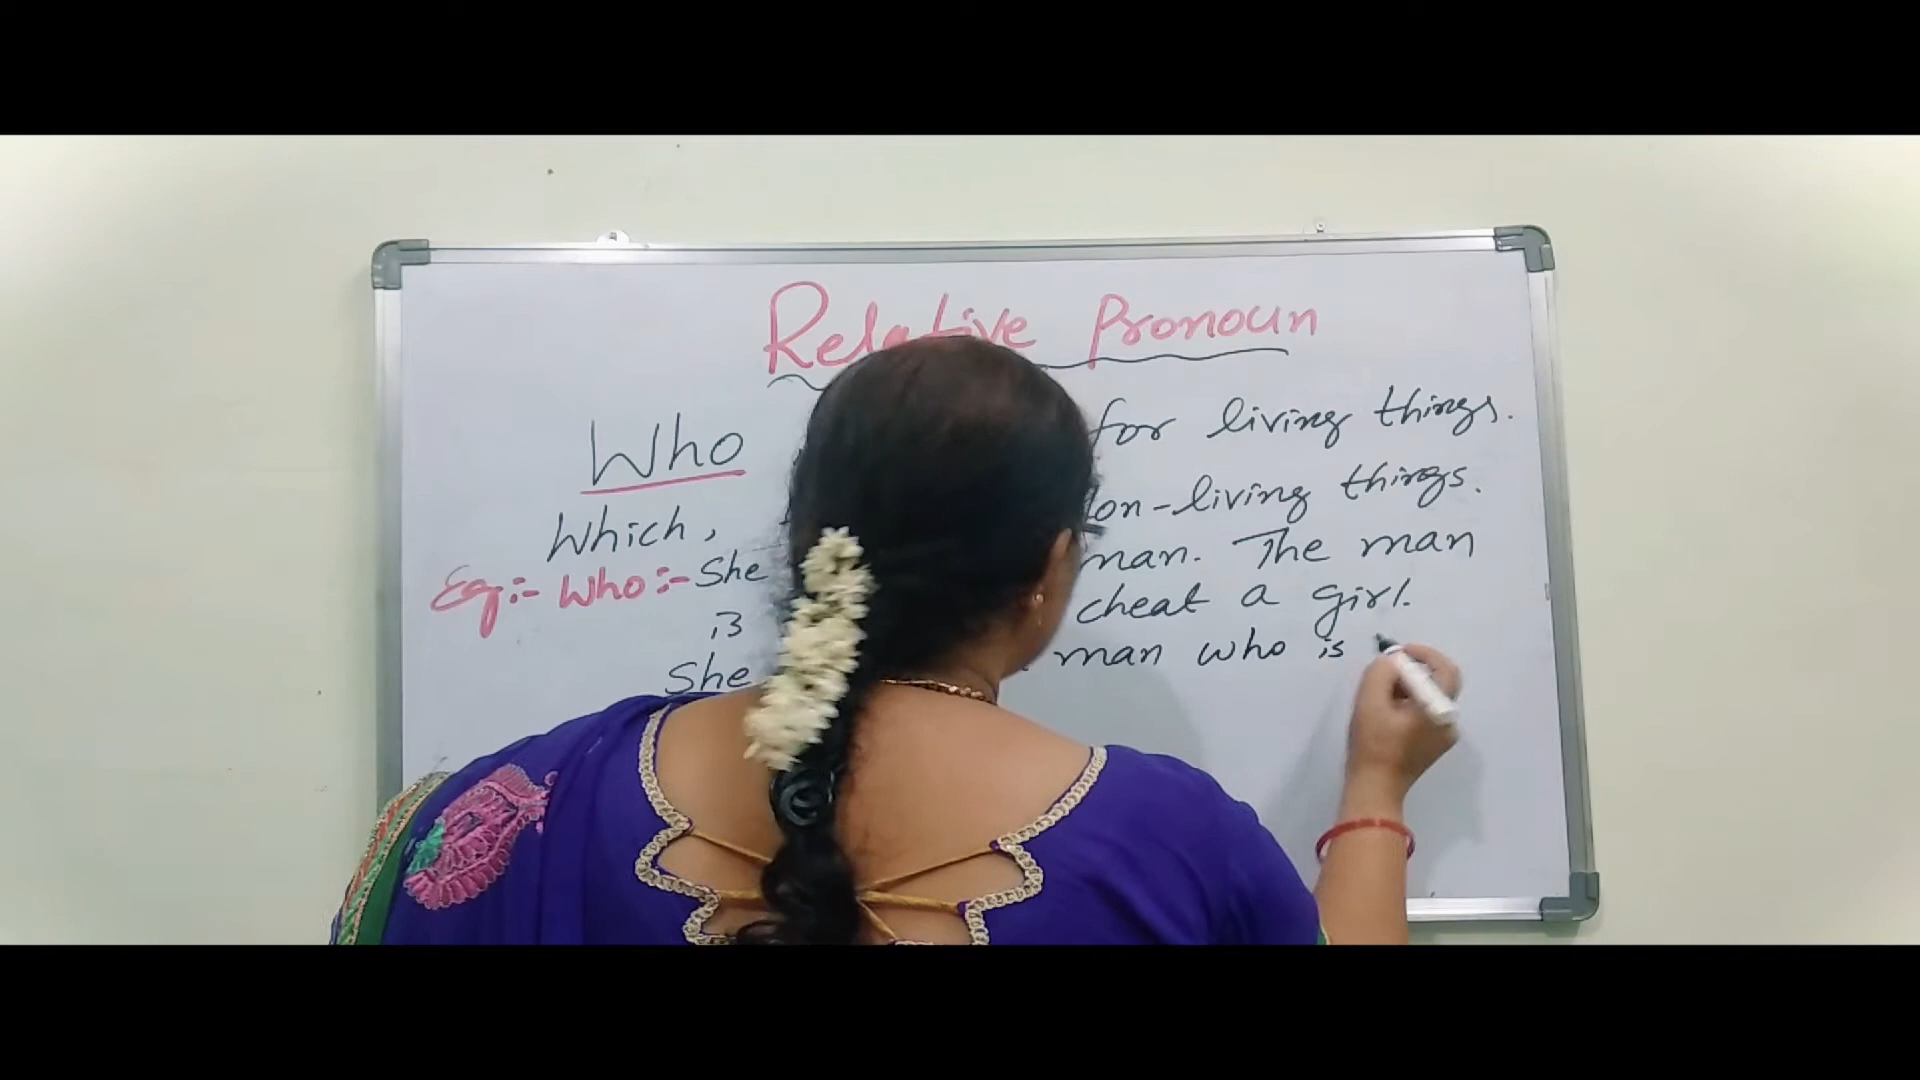 Relative Pronoun
Who for living things.
Which, Non-living things.
Eg:- Who:- She man. The man
is cheat a girl.
She man who is